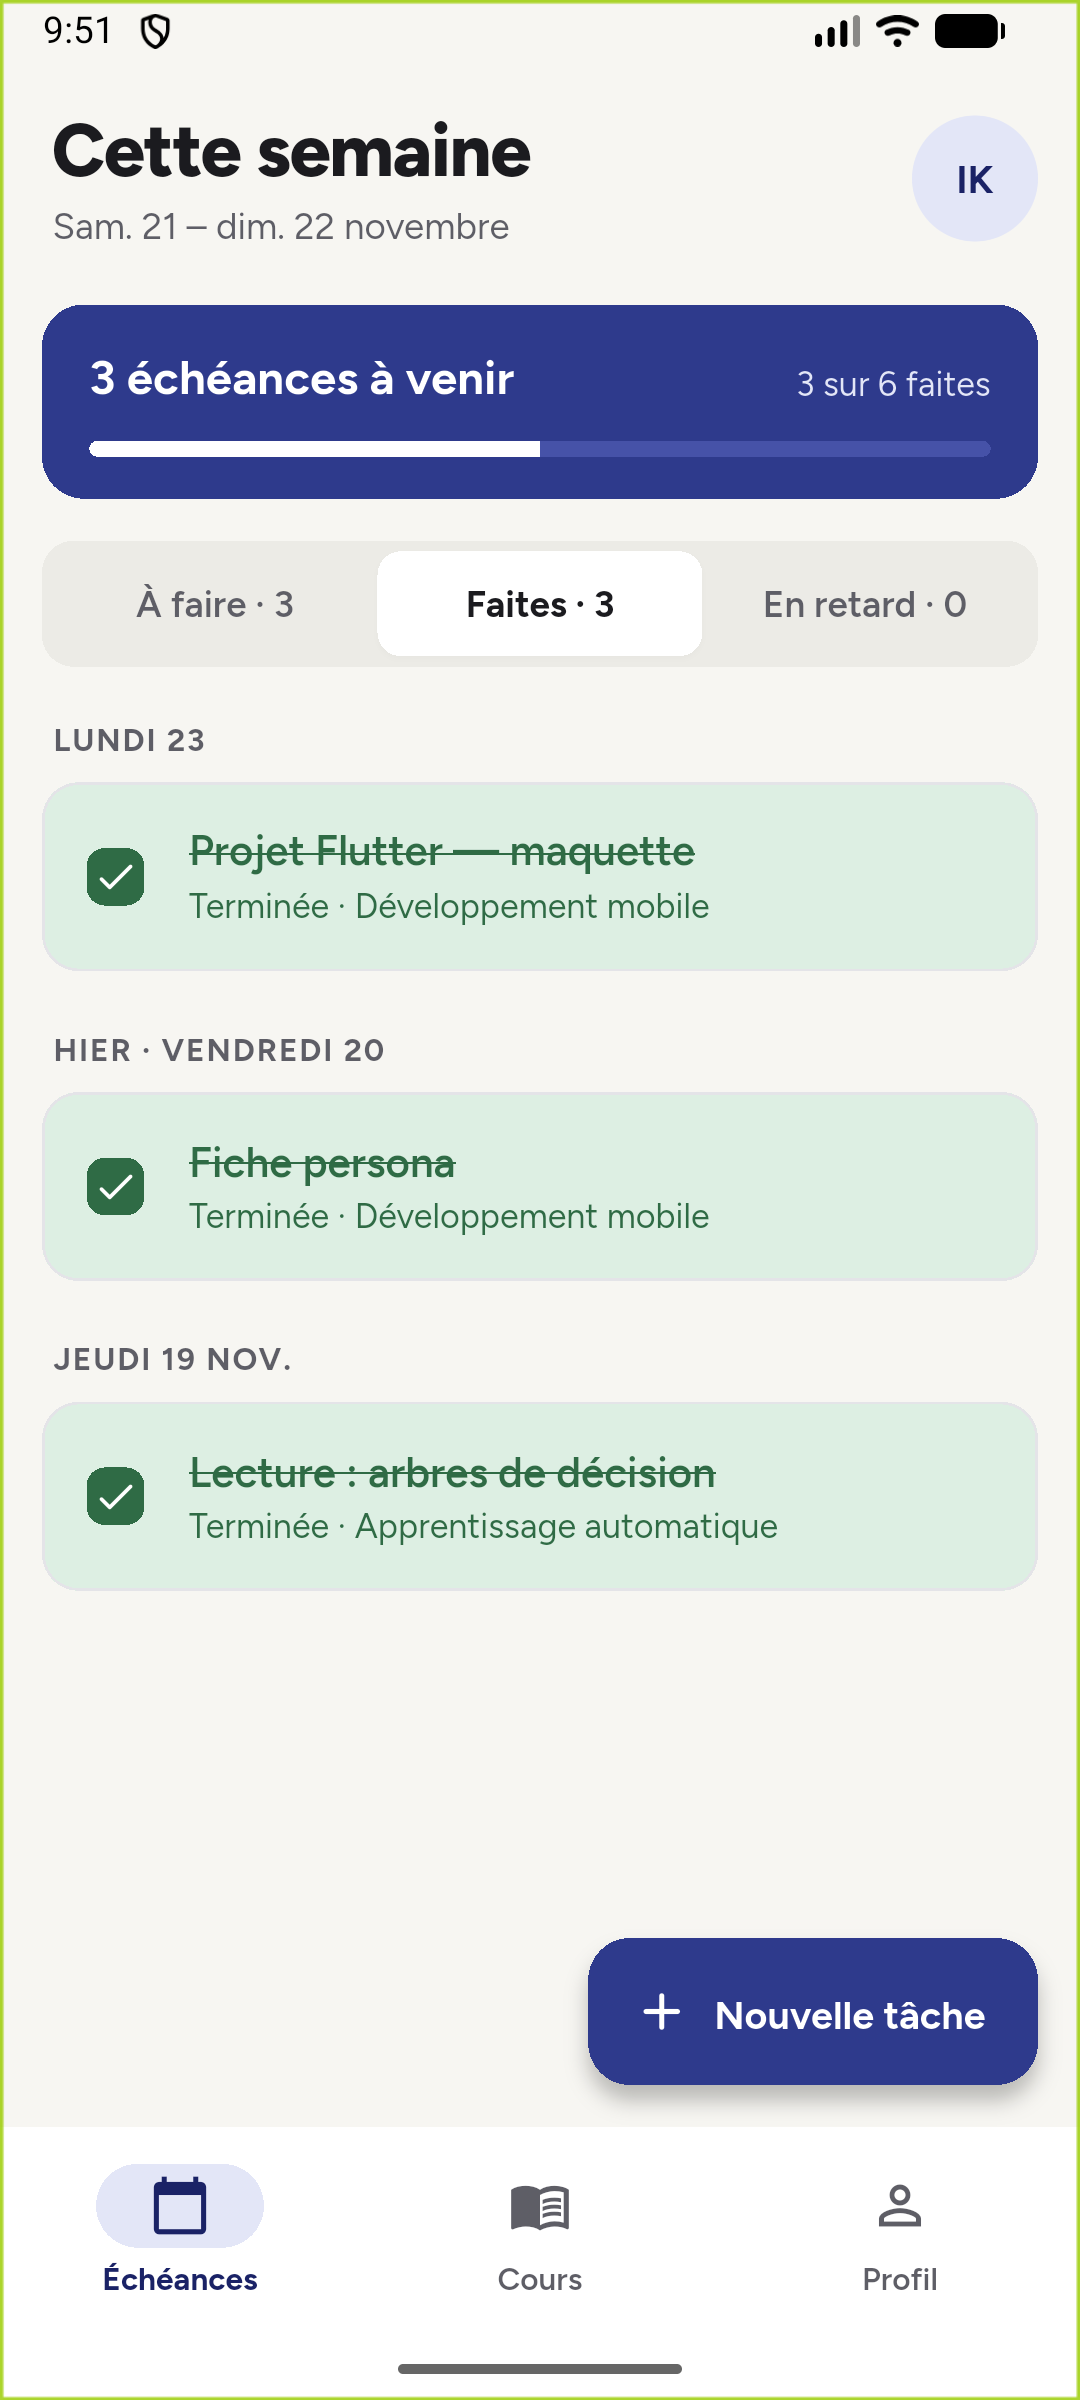 9:51
Cette semaine
IK
Sam. 21 – dim. 22 novembre
3 échéances à venir
3 sur 6 faites
À faire · 3
Faites · 3
En retard · 0
LUNDI 23
Projet Flutter — maquette
Terminée · Développement mobile
HIER · VENDREDI 20
Fiche persona
Terminée · Développement mobile
JEUDI 19 NOV.
Lecture : arbres de décision
Terminée · Apprentissage automatique
Nouvelle tâche
Échéances
Cours
Profil